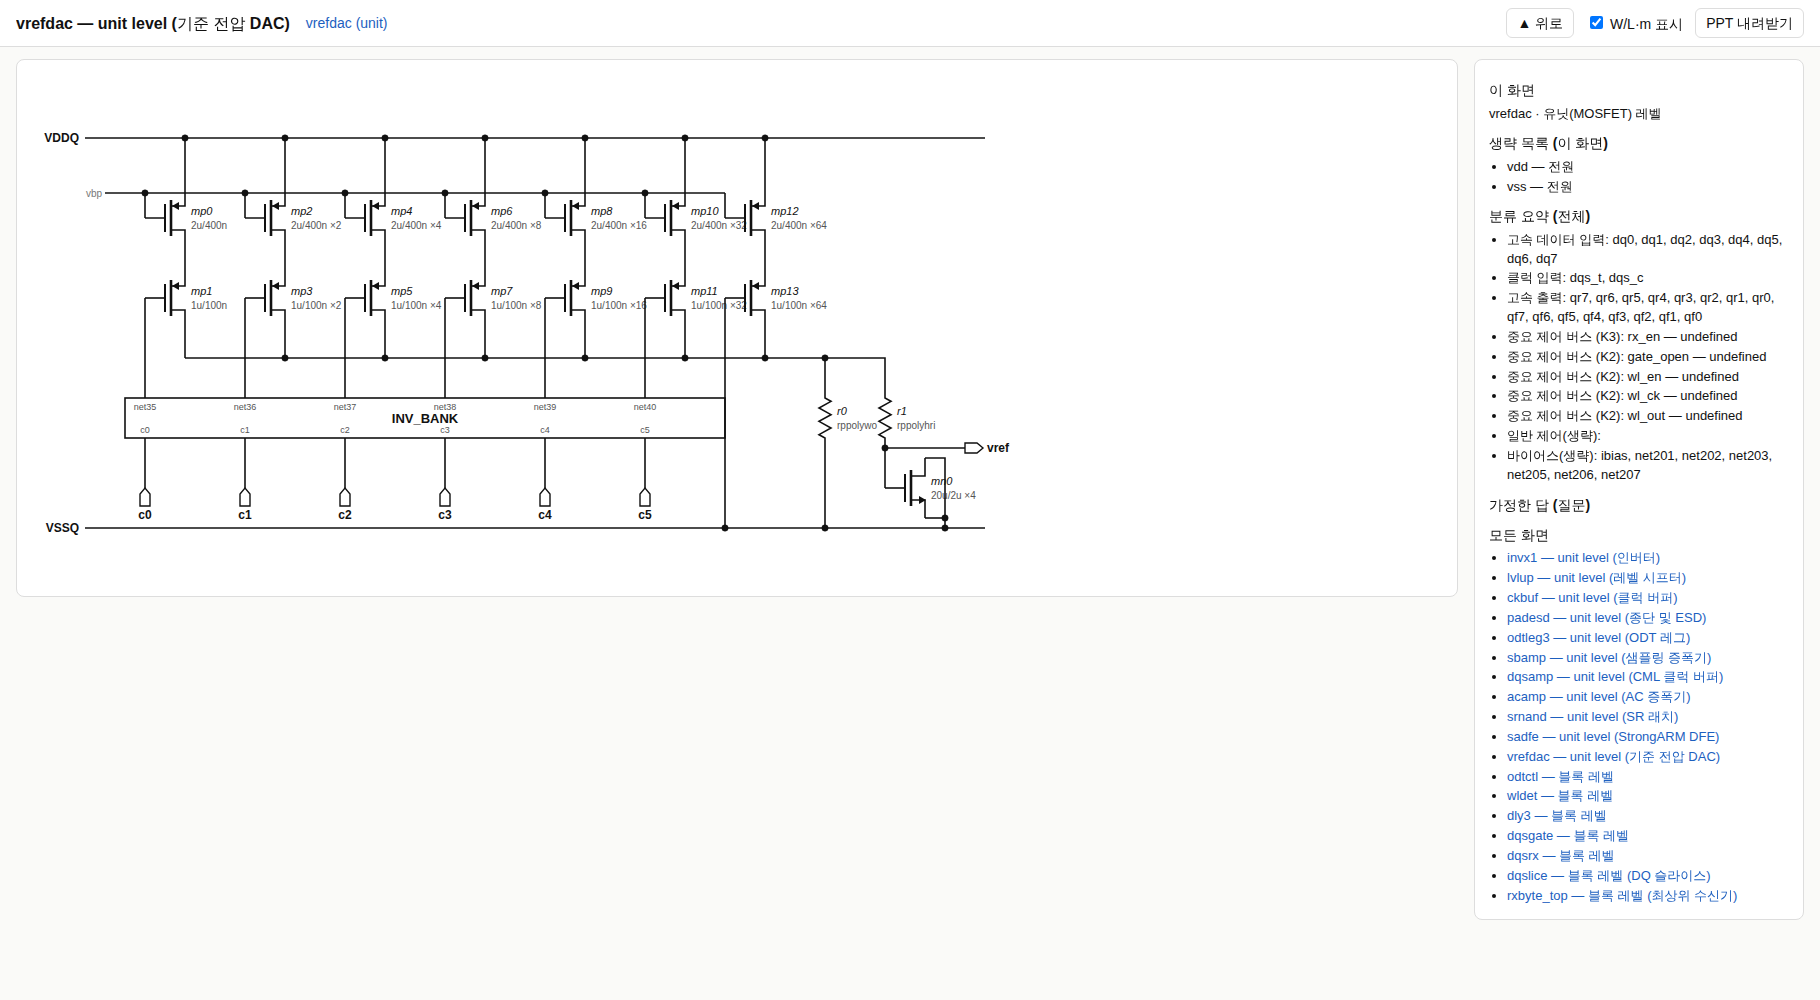 vrefdac — unit level (기준 전압 DAC)
vrefdac (unit)
▲ 위로
W/L·m 표시
PPT 내려받기
VDDQ
vbp
mp0
2u/400n
mp2
2u/400n ×2
mp4
2u/400n ×4
mp6
2u/400n ×8
mp8
2u/400n ×16
mp10
2u/400n ×32
mp12
2u/400n ×64
mp1
1u/100n
mp3
1u/100n ×2
mp5
1u/100n ×4
mp7
1u/100n ×8
mp9
1u/100n ×16
mp11
1u/100n ×32
mp13
1u/100n ×64
net35
net36
net37
net38
net39
net40
INV_BANK
c0
c1
c2
c3
c4
c5
r0
rppolywo
r1
rppolyhri
vref
mn0
20n/2u ×4
c0
c1
c2
c3
c4
c5
VSSQ
이 화면
vrefdac · 유닛(MOSFET) 레벨
생략 목록 (이 화면)
vdd — 전원
vss — 전원
분류 요약 (전체)
고속 데이터 입력: dq0, dq1, dq2, dq3, dq4, dq5,
dq6, dq7
클럭 입력: dqs_t, dqs_c
고속 출력: qr7, qr6, qr5, qr4, qr3, qr2, qr1, qr0,
qf7, qf6, qf5, qf4, qf3, qf2, qf1, qf0
중요 제어 버스 (K3): rx_en — undefined
중요 제어 버스 (K2): gate_open — undefined
중요 제어 버스 (K2): wl_en — undefined
중요 제어 버스 (K2): wl_ck — undefined
중요 제어 버스 (K2): wl_out — undefined
일반 제어(생략):
바이어스(생략): ibias, net201, net202, net203,
net205, net206, net207
가정한 답 (질문)
모든 화면
invx1 — unit level (인버터)
lvlup — unit level (레벨 시프터)
ckbuf — unit level (클럭 버퍼)
padesd — unit level (종단 및 ESD)
odtleg3 — unit level (ODT 레그)
sbamp — unit level (샘플링 증폭기)
dqsamp — unit level (CML 클럭 버퍼)
acamp — unit level (AC 증폭기)
srnand — unit level (SR 래치)
sadfe — unit level (StrongARM DFE)
vrefdac — unit level (기준 전압 DAC)
odtctl — 블록 레벨
wldet — 블록 레벨
dly3 — 블록 레벨
dqsgate — 블록 레벨
dqsrx — 블록 레벨
dqslice — 블록 레벨 (DQ 슬라이스)
rxbyte_top — 블록 레벨 (최상위 수신기)